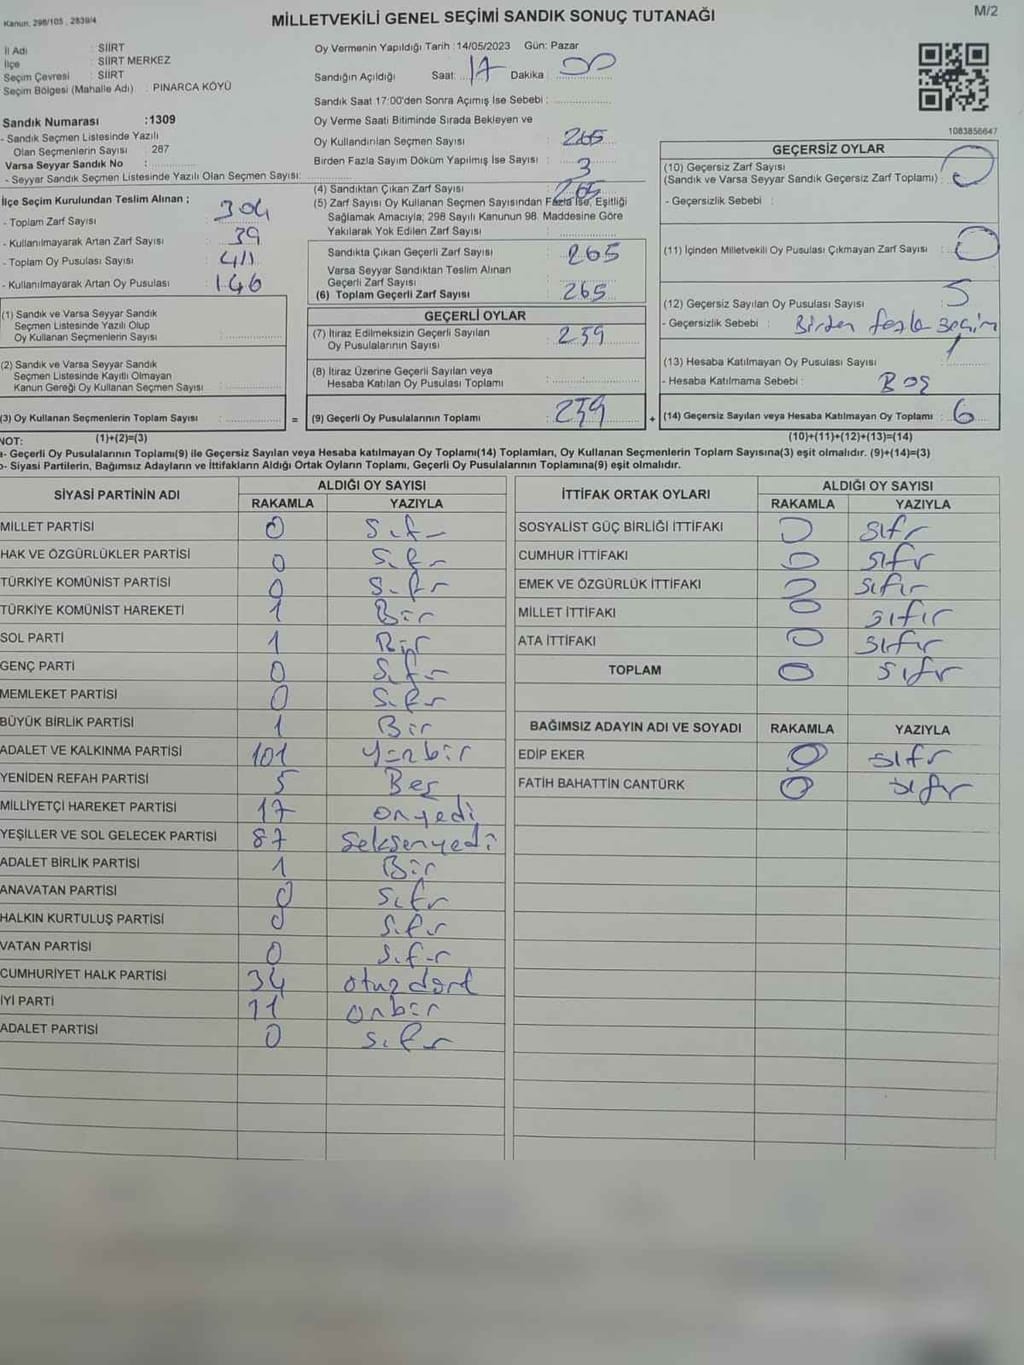 Kanun, 298/105 , 2839/4
MİLLETVEKİLİ GENEL SEÇİMİ SANDIK SONUÇ TUTANAĞI
M/2
İl Adı : SİİRT
İlçe : SİİRT MERKEZ
Seçim Çevresi : SİİRT
Seçim Bölgesi (Mahalle Adı) : PINARCA KÖYÜ
Sandık Numarası :1309
- Sandık Seçmen Listesinde Yazılı
Olan Seçmenlerin Sayısı : 287
Varsa Seyyar Sandık No :
- Seyyar Sandık Seçmen Listesinde Yazılı Olan Seçmen Sayısı:
İlçe Seçim Kurulundan Teslim Alınan ;
- Toplam Zarf Sayısı : 304
- Kullanılmayarak Artan Zarf Sayısı : 39
- Toplam Oy Pusulası Sayısı : 411
- Kullanılmayarak Artan Oy Pusulası : 146
(1) Sandık ve Varsa Seyyar Sandık
Seçmen Listesinde Yazılı Olup
Oy Kullanan Seçmenlerin Sayısı :
(2) Sandık ve Varsa Seyyar Sandık
Seçmen Listesinde Kayıtlı Olmayan
Kanun Gereği Oy Kullanan Seçmen Sayısı :
(3) Oy Kullanan Seçmenlerin Toplam Sayısı :
Oy Vermenin Yapıldığı Tarih :14/05/2023 Gün: Pazar
Sandığın Açıldığı Saat: 17 Dakika : 00
Sandık Saat 17:00'den Sonra Açımış İse Sebebi :
Oy Verme Saati Bitiminde Sırada Bekleyen ve
Oy Kullandırılan Seçmen Sayısı : 265
Birden Fazla Sayım Döküm Yapılmış İse Sayısı : 3
(4) Sandıktan Çıkan Zarf Sayısı : 265
(5) Zarf Sayısı Oy Kullanan Seçmen Sayısından Fazla İse, Eşitliği
Sağlamak Amacıyla; 298 Sayılı Kanunun 98. Maddesine Göre
Yakılarak Yok Edilen Zarf Sayısı :
Sandıkta Çıkan Geçerli Zarf Sayısı : 265
Varsa Seyyar Sandıktan Teslim Alınan
Geçerli Zarf Sayısı :
(6) Toplam Geçerli Zarf Sayısı : 265
GEÇERLİ OYLAR
(7) İtiraz Edilmeksizin Geçerli Sayılan
Oy Pusulalarının Sayısı : 259
(8) İtiraz Üzerine Geçerli Sayılan veya
Hesaba Katılan Oy Pusulası Toplamı :
= (9) Geçerli Oy Pusulalarının Toplamı : 259 +
1083856647
GEÇERSİZ OYLAR
(10) Geçersiz Zarf Sayısı
(Sandık ve Varsa Seyyar Sandık Geçersiz Zarf Toplamı) : 0
- Geçersizlik Sebebi :
(11) İçinden Milletvekili Oy Pusulası Çıkmayan Zarf Sayısı : 0
(12) Geçersiz Sayılan Oy Pusulası Sayısı : 5
- Geçersizlik Sebebi : Birden fazla seçim
(13) Hesaba Katılmayan Oy Pusulası Sayısı : 1
- Hesaba Katılmama Sebebi : Boş
(14) Geçersiz Sayılan veya Hesaba Katılmayan Oy Toplamı : 6
NOT: (1)+(2)=(3) (10)+(11)+(12)+(13)=(14)
a- Geçerli Oy Pusulalarının Toplamı(9) ile Geçersiz Sayılan veya Hesaba katılmayan Oy Toplamı(14) Toplamları, Oy Kullanan Seçmenlerin Toplam Sayısına(3) eşit olmalıdır. (9)+(14)=(3)
b- Siyasi Partilerin, Bağımsız Adayların ve İttifakların Aldığı Ortak Oyların Toplamı, Geçerli Oy Pusulalarının Toplamına(9) eşit olmalıdır.
SİYASİ PARTİNİN ADI ALDIĞI OY SAYISI
RAKAMLA YAZIYLA
MİLLET PARTİSİ 0 sıfır
HAK VE ÖZGÜRLÜKLER PARTİSİ 0 sıfır
TÜRKİYE KOMÜNİST PARTİSİ 0 sıfır
TÜRKİYE KOMÜNİST HAREKETİ 1 Bir
SOL PARTİ 1 Bir
GENÇ PARTİ 0 sıfır
MEMLEKET PARTİSİ 0 sıfır
BÜYÜK BİRLİK PARTİSİ 1 Bir
ADALET VE KALKINMA PARTİSİ 101 yüzbir
YENİDEN REFAH PARTİSİ 5 Beş
MİLLİYETÇİ HAREKET PARTİSİ 17 onyedi
YEŞİLLER VE SOL GELECEK PARTİSİ 87 seksenyedi
ADALET BİRLİK PARTİSİ 1 Bir
ANAVATAN PARTİSİ 0 sıfır
HALKIN KURTULUŞ PARTİSİ 0 sıfır
VATAN PARTİSİ 0 sıfır
CUMHURİYET HALK PARTİSİ 34 otuzdört
İYİ PARTİ 11 onbir
ADALET PARTİSİ 0 sıfır
İTTİFAK ORTAK OYLARI ALDIĞI OY SAYISI
RAKAMLA YAZIYLA
SOSYALİST GÜÇ BİRLİĞİ İTTİFAKI 0 sıfır
CUMHUR İTTİFAKI 0 sıfır
EMEK VE ÖZGÜRLÜK İTTİFAKI 0 sıfır
MİLLET İTTİFAKI 0 sıfır
ATA İTTİFAKI 0 sıfır
TOPLAM 0 sıfır
BAĞIMSIZ ADAYIN ADI VE SOYADI RAKAMLA YAZIYLA
EDİP EKER 0 sıfır
FATİH BAHATTİN CANTÜRK 0 sıfır